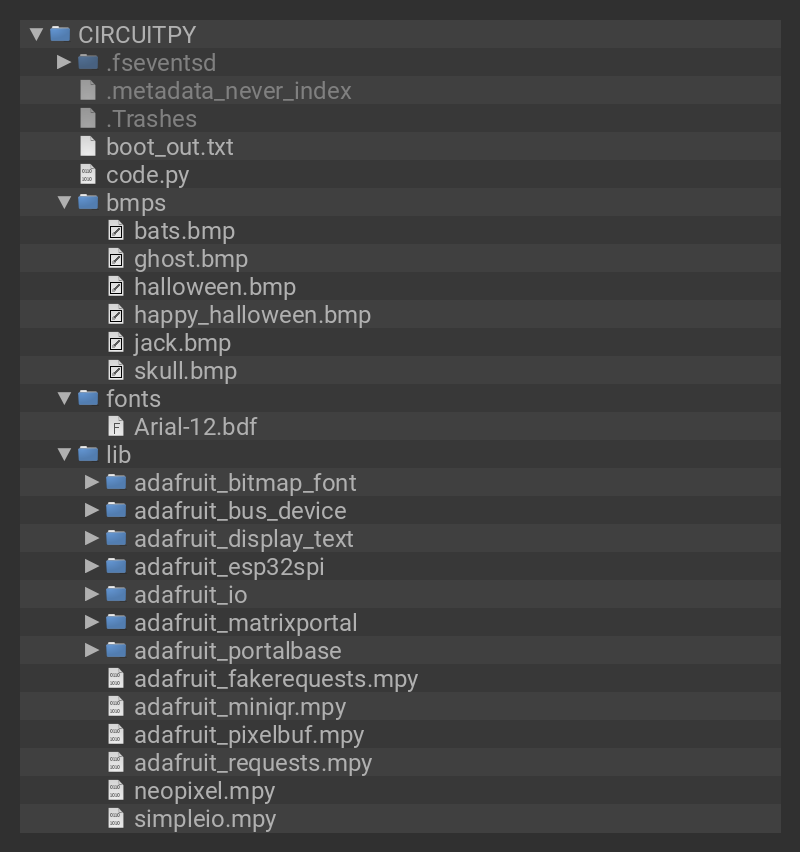 CIRCUITPY
.fseventsd
.metadata_never_index
.Trashes
boot_out.txt
code.py
bmps
bats.bmp
ghost.bmp
halloween.bmp
happy_halloween.bmp
jack.bmp
skull.bmp
fonts
Arial-12.bdf
lib
adafruit_bitmap_font
adafruit_bus_device
adafruit_display_text
adafruit_esp32spi
adafruit_io
adafruit_matrixportal
adafruit_portalbase
adafruit_fakerequests.mpy
adafruit_miniqr.mpy
adafruit_pixelbuf.mpy
adafruit_requests.mpy
neopixel.mpy
simpleio.mpy